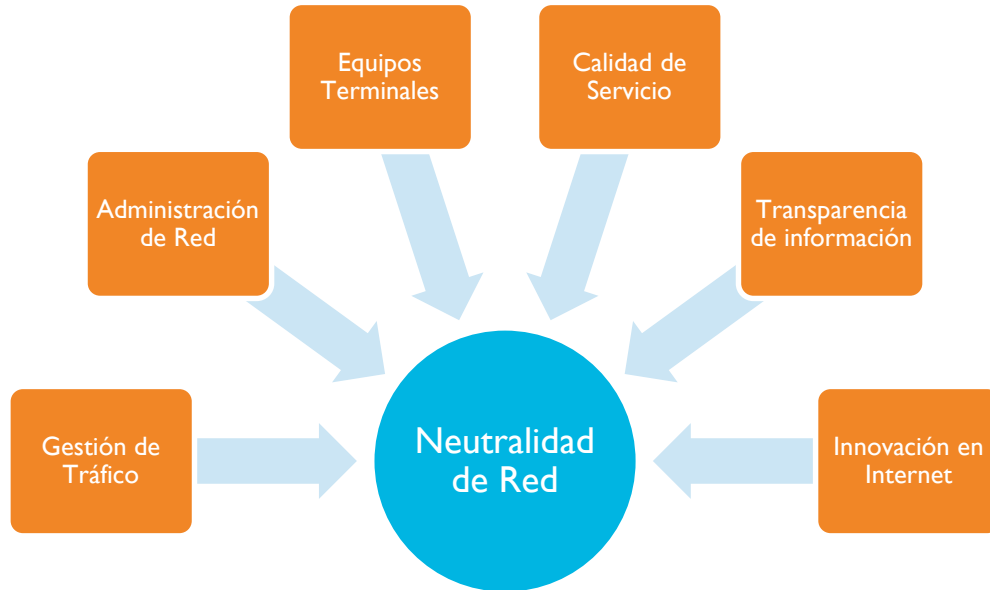 Equipos
Terminales
Calidad de
Servicio
Administración
de Red
Transparencia
de información
Gestión de
Tráfico
Neutralidad
de Red
Innovación en
Internet